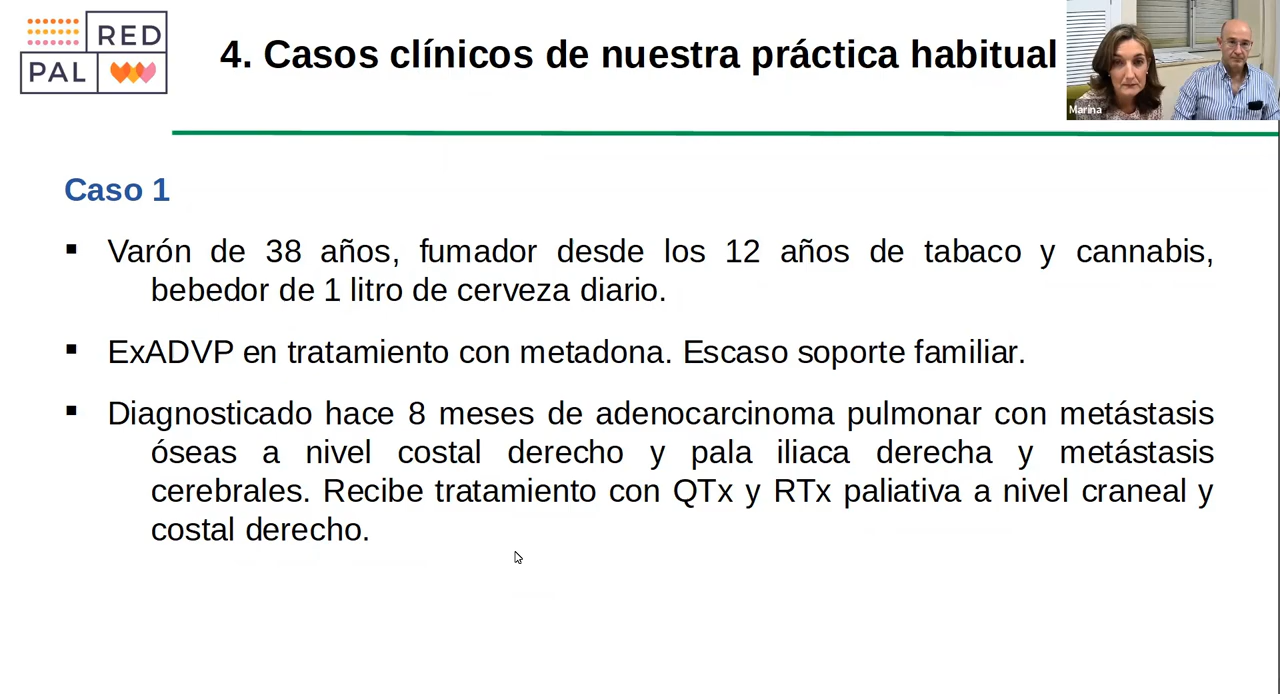 RED
PAL
4. Casos clínicos de nuestra práctica habitual
Marina
Caso 1
▪ Varón de 38 años, fumador desde los 12 años de tabaco y cannabis,
bebedor de 1 litro de cerveza diario.
▪ ExADVP en tratamiento con metadona. Escaso soporte familiar.
▪ Diagnosticado hace 8 meses de adenocarcinoma pulmonar con metástasis
óseas a nivel costal derecho y pala iliaca derecha y metástasis
cerebrales. Recibe tratamiento con QTx y RTx paliativa a nivel craneal y
costal derecho.